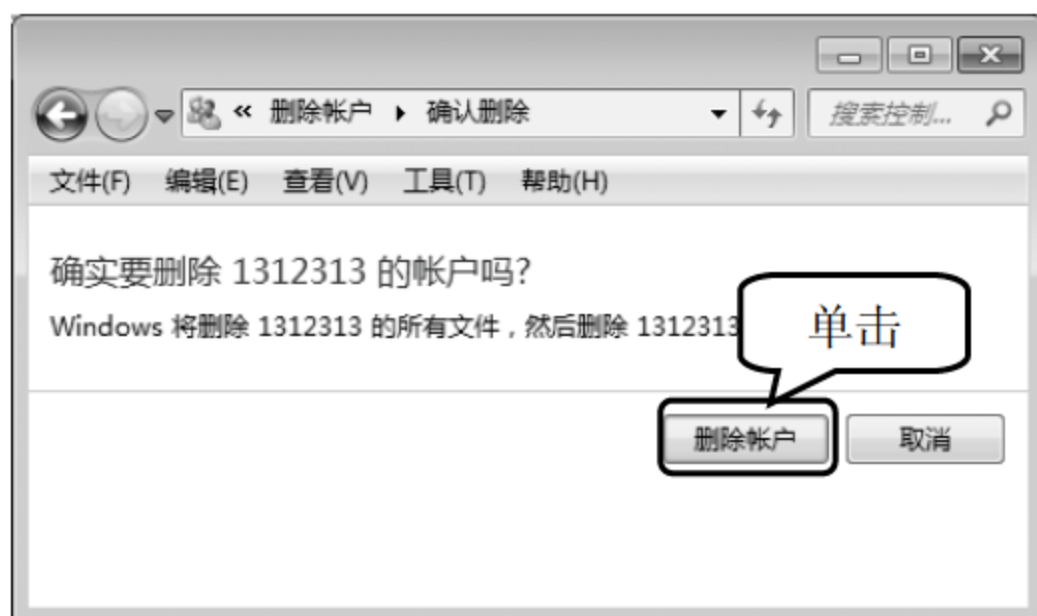 « 删除帐户 ▸ 确认删除 搜索控制...
文件(F) 编辑(E) 查看(V) 工具(T) 帮助(H)
确实要删除 1312313 的帐户吗?
Windows 将删除 1312313 的所有文件，然后删除 1312313
单击
删除帐户 取消